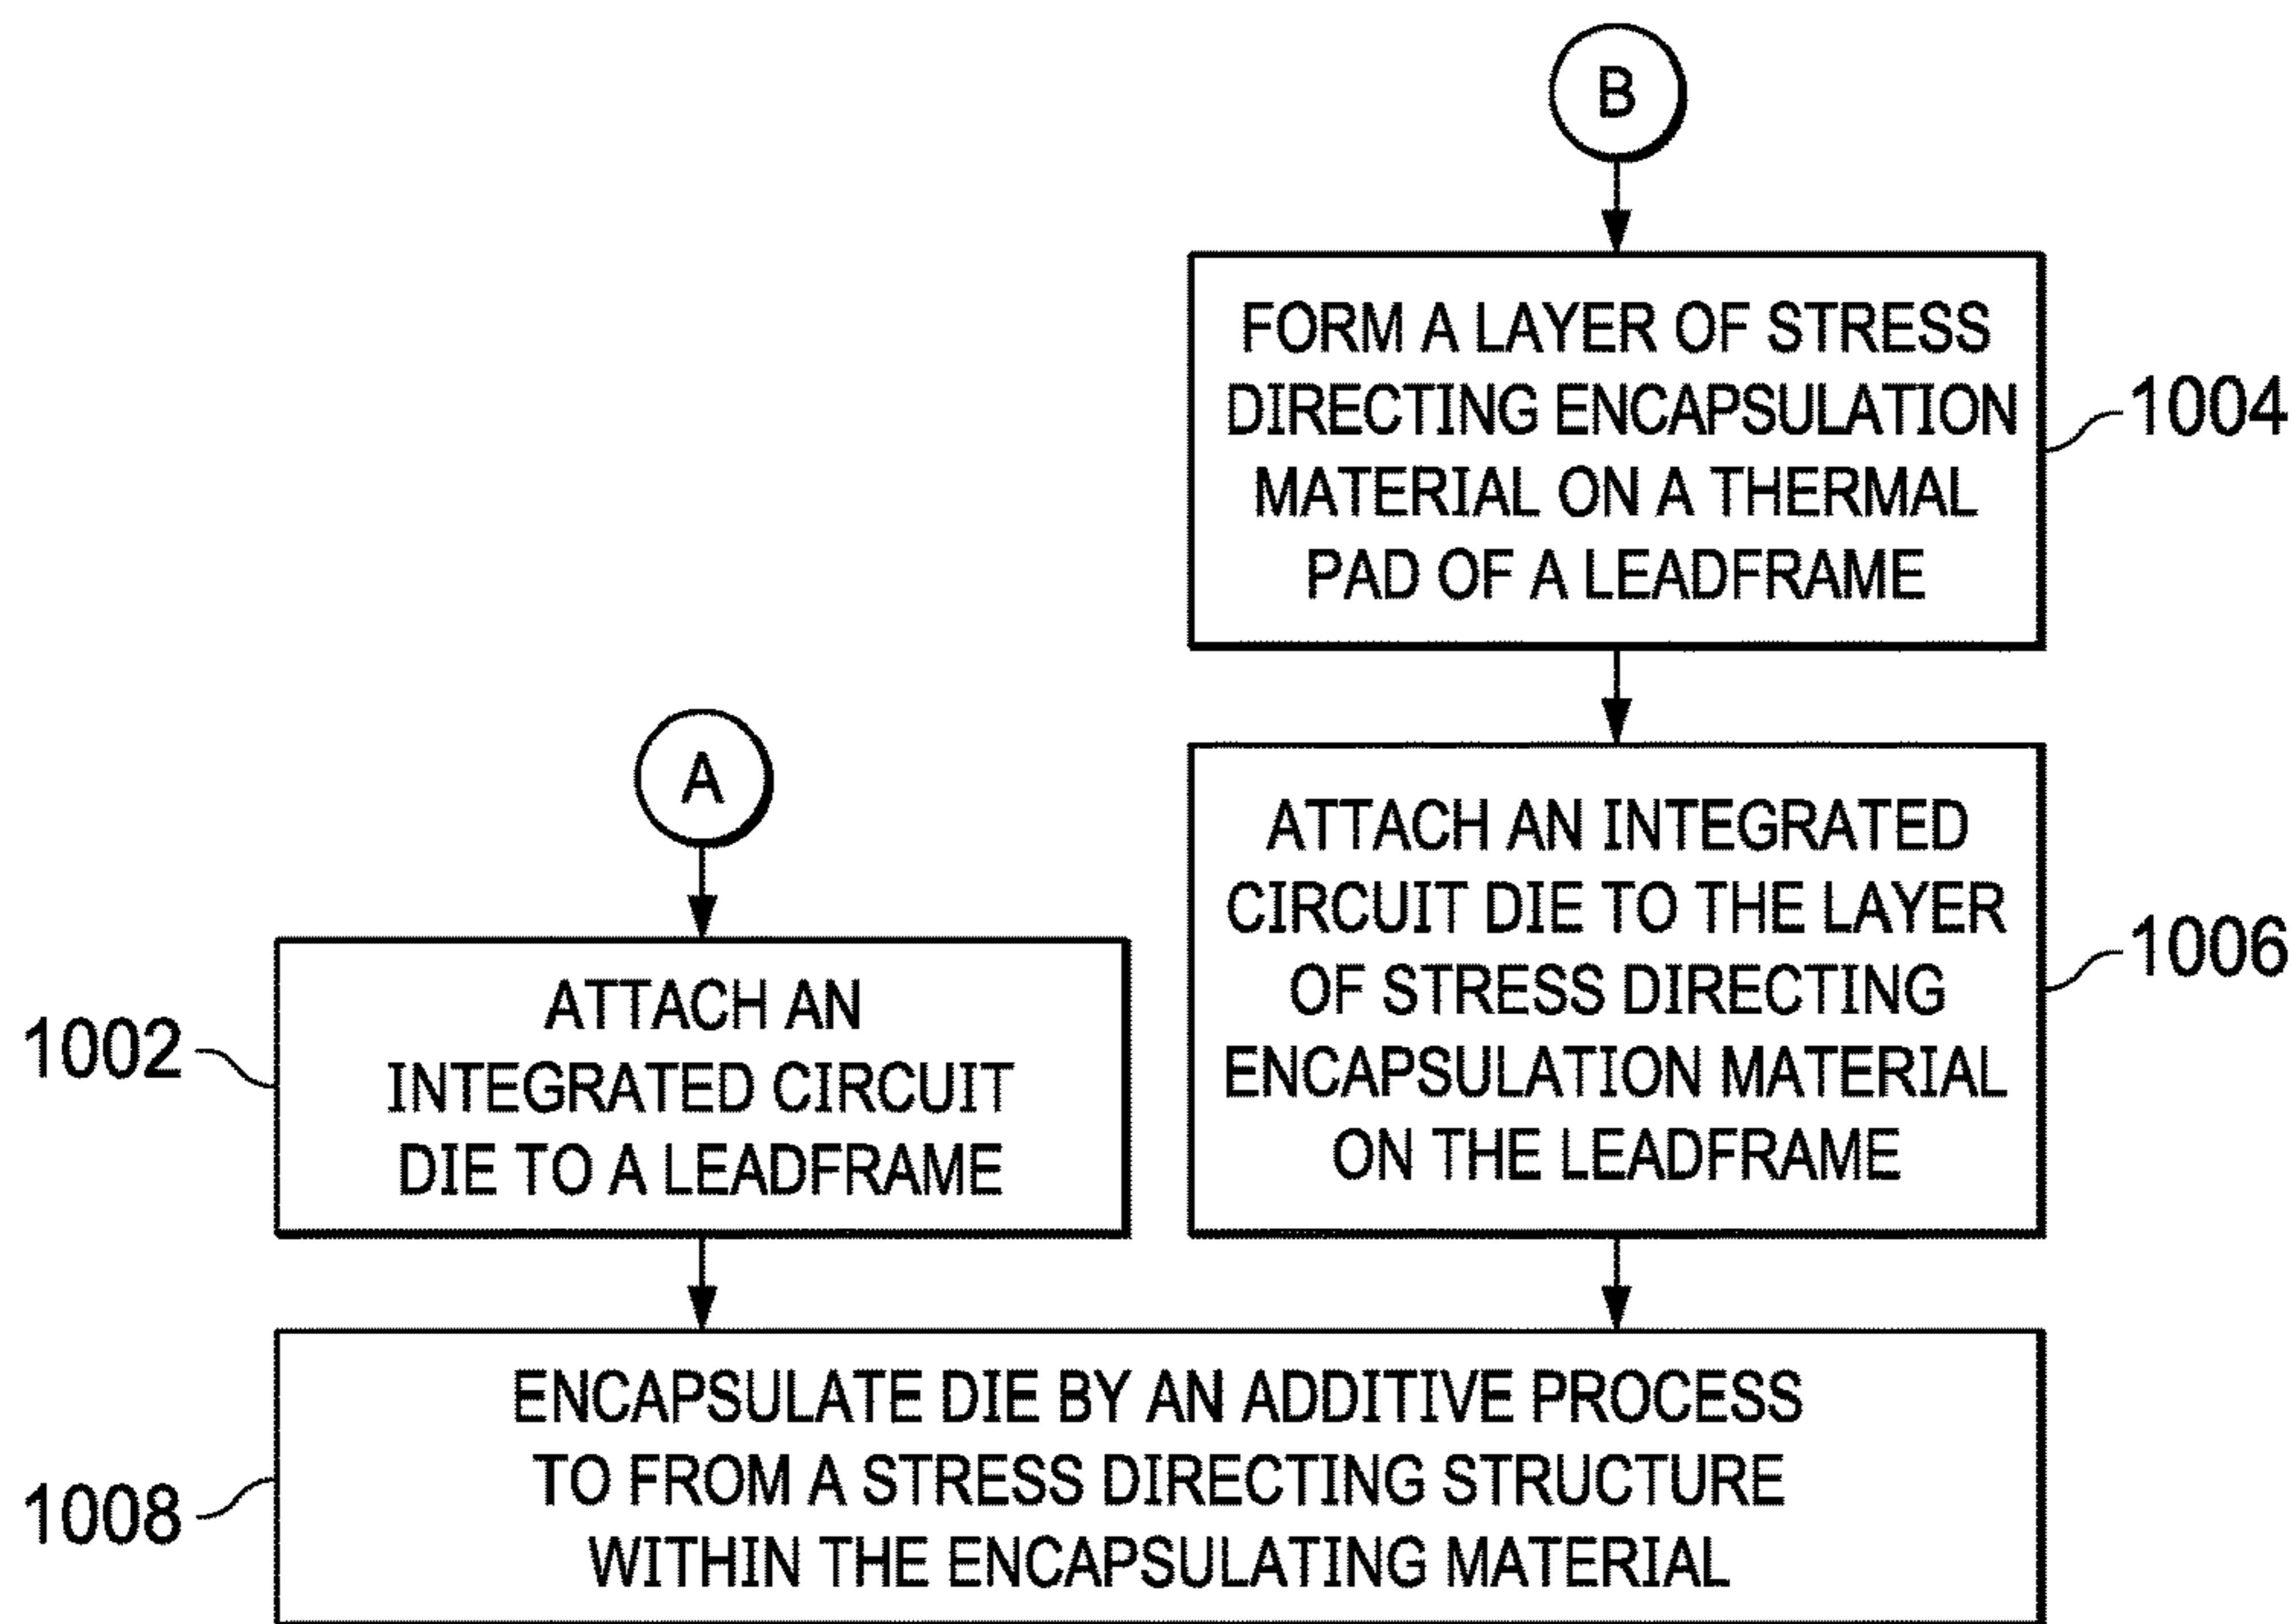 B
FORM A LAYER OF STRESS
DIRECTING ENCAPSULATION
MATERIAL ON A THERMAL
PAD OF A LEADFRAME
1004
A
ATTACH AN
INTEGRATED CIRCUIT
DIE TO A LEADFRAME
1002
ATTACH AN INTEGRATED
CIRCUIT DIE TO THE LAYER
OF STRESS DIRECTING
ENCAPSULATION MATERIAL
ON THE LEADFRAME
1006
ENCAPSULATE DIE BY AN ADDITIVE PROCESS
TO FROM A STRESS DIRECTING STRUCTURE
WITHIN THE ENCAPSULATING MATERIAL
1008